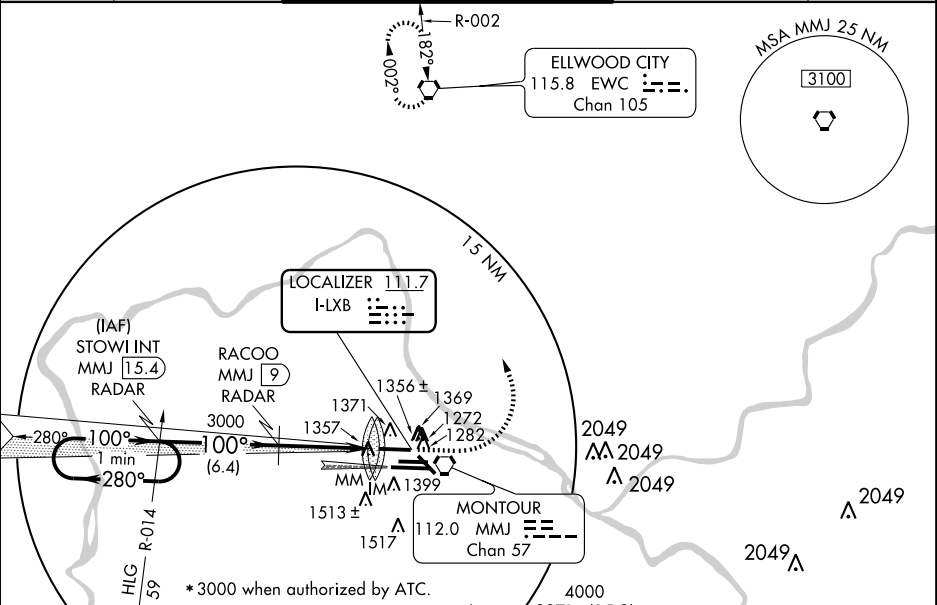 R-002
182°
002°
ELLWOOD CITY
115.8 EWC
Chan 105
MSA MMJ 25 NM
3100
15 NM
LOCALIZER 111.7
I-LXB
(IAF)
STOWI INT
MMJ 15.4
RADAR
RACOO
MMJ 9
RADAR
3000
1356 ±
1369
1371
1272
1357
1282
280°
100°
100°
1 min
(6.4)
280°
MM
IM
1399
1513 ±
1517
MONTOUR
112.0 MMJ
Chan 57
2049
2049
2049
2049
2049
HLG R-014
59
*3000 when authorized by ATC.
4000